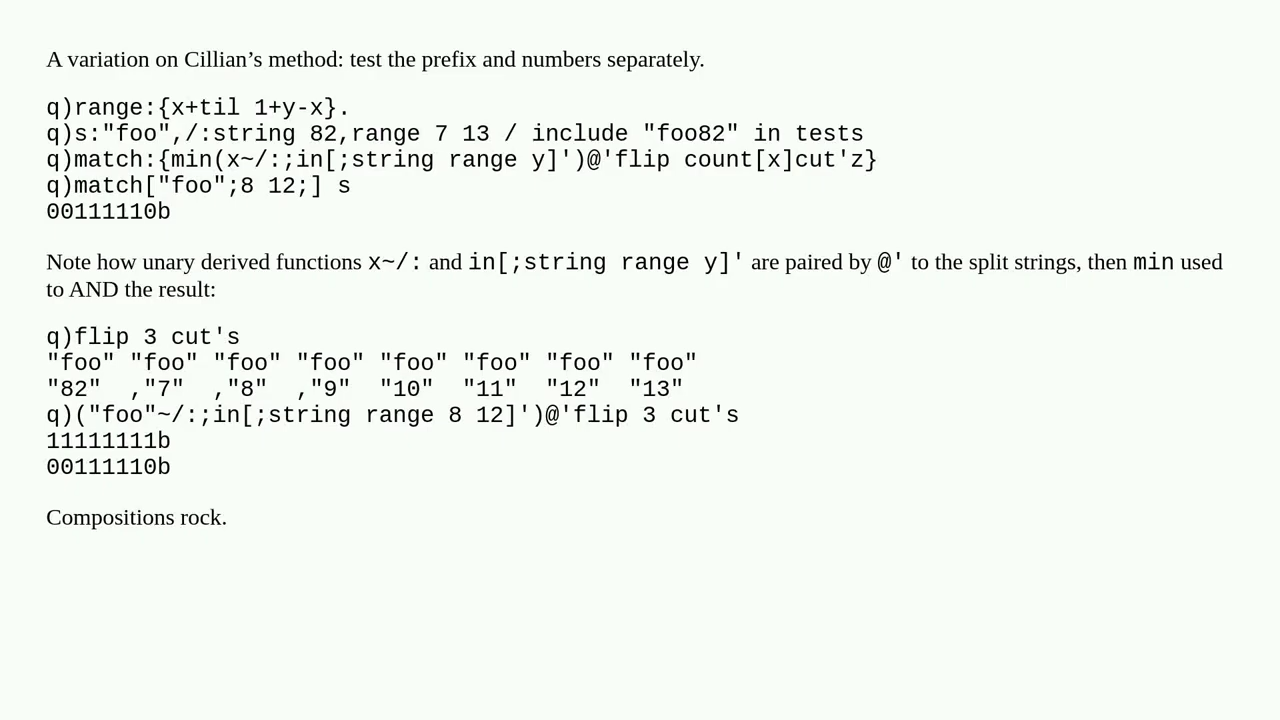 A variation on Cillian’s method: test the prefix and numbers separately.
q)range:{x+til 1+y-x}.
q)s:"foo",/:string 82,range 7 13 / include "foo82" in tests
q)match:{min(x~/:;in[;string range y]')@'flip count[x]cut'z}
q)match["foo";8 12;] s
00111110b
Note how unary derived functions x~/: and in[;string range y]' are paired by @' to the split strings, then min used
to AND the result:
q)flip 3 cut's
"foo" "foo" "foo" "foo" "foo" "foo" "foo" "foo"
"82"  ,"7"  ,"8"  ,"9"  "10"  "11"  "12"  "13"
q)("foo"~/:;in[;string range 8 12]')@'flip 3 cut's
11111111b
00111110b
Compositions rock.